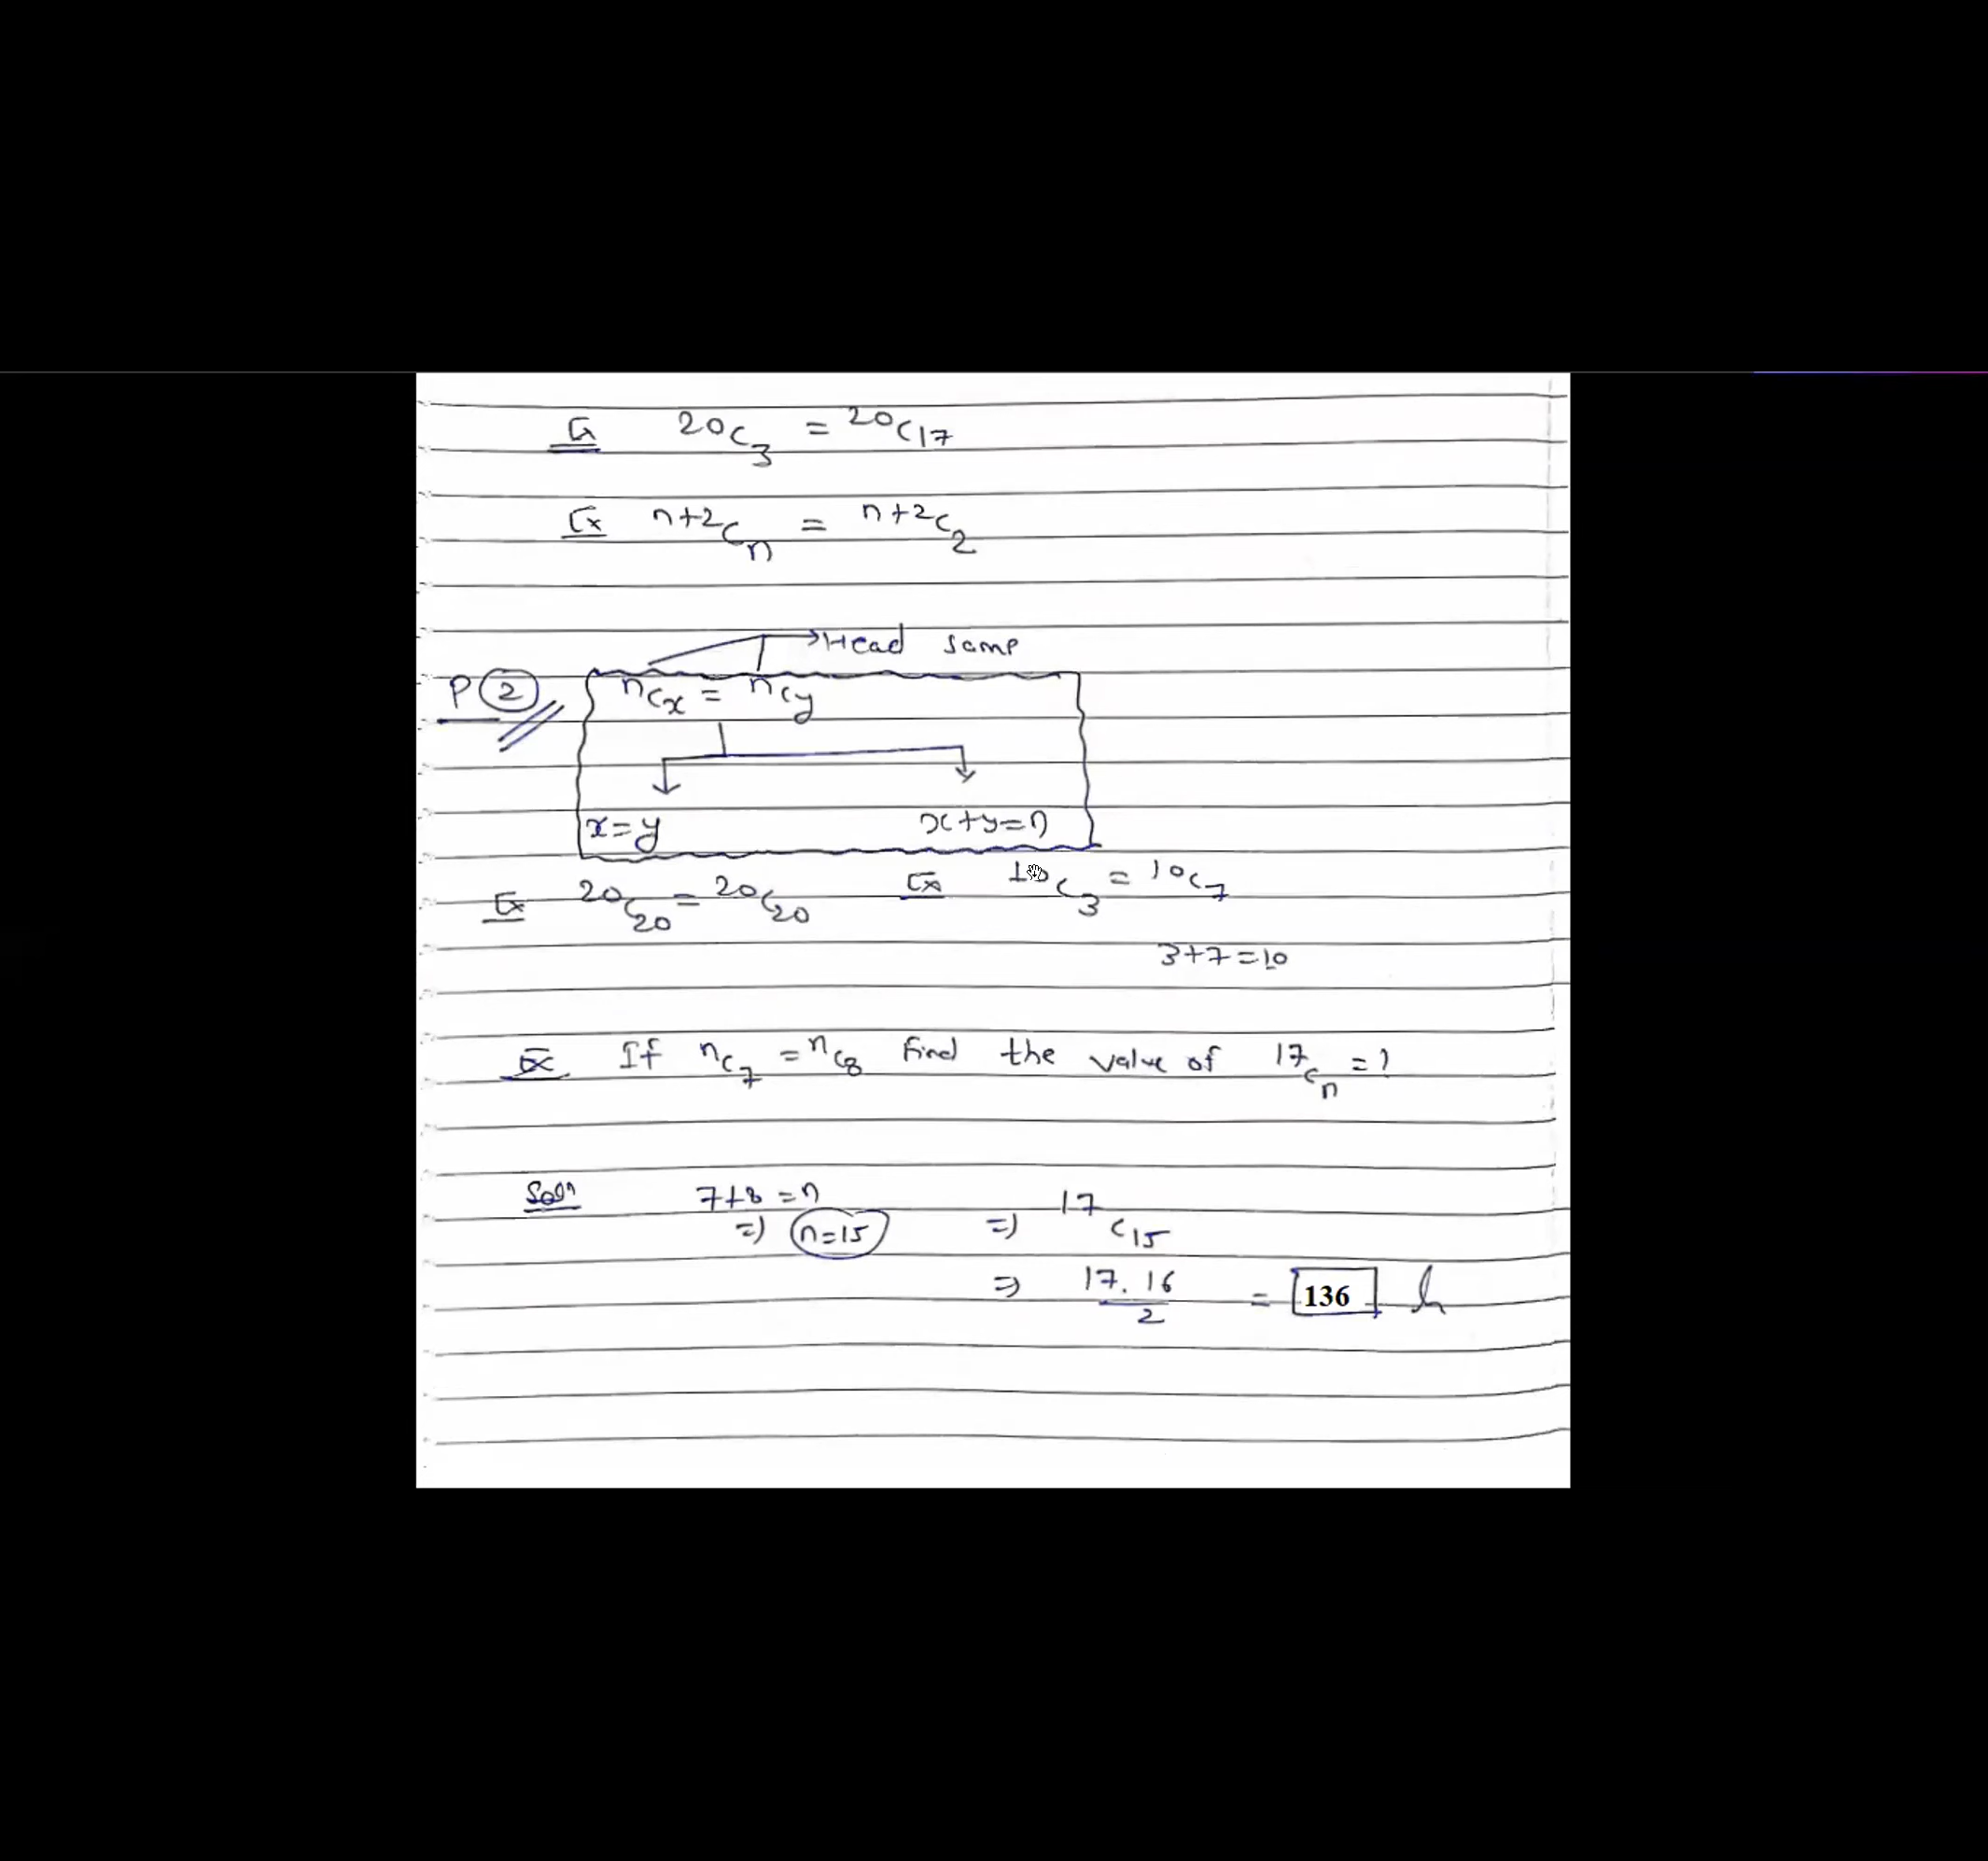 Ex 20C3 = 20C17
Ex n+2Cn = n+2C2
Head same
P 2 nCx = nCy
x=y x+y=n
Ex 20C20 = 20C20 Ex 10C3 = 10C7
3+7=10
Ex If nC7 = nC8 find the value of 17Cn = ?
Soln 7+8=n
=) n=15 =) 17C15
=) 17.16/2 = 136